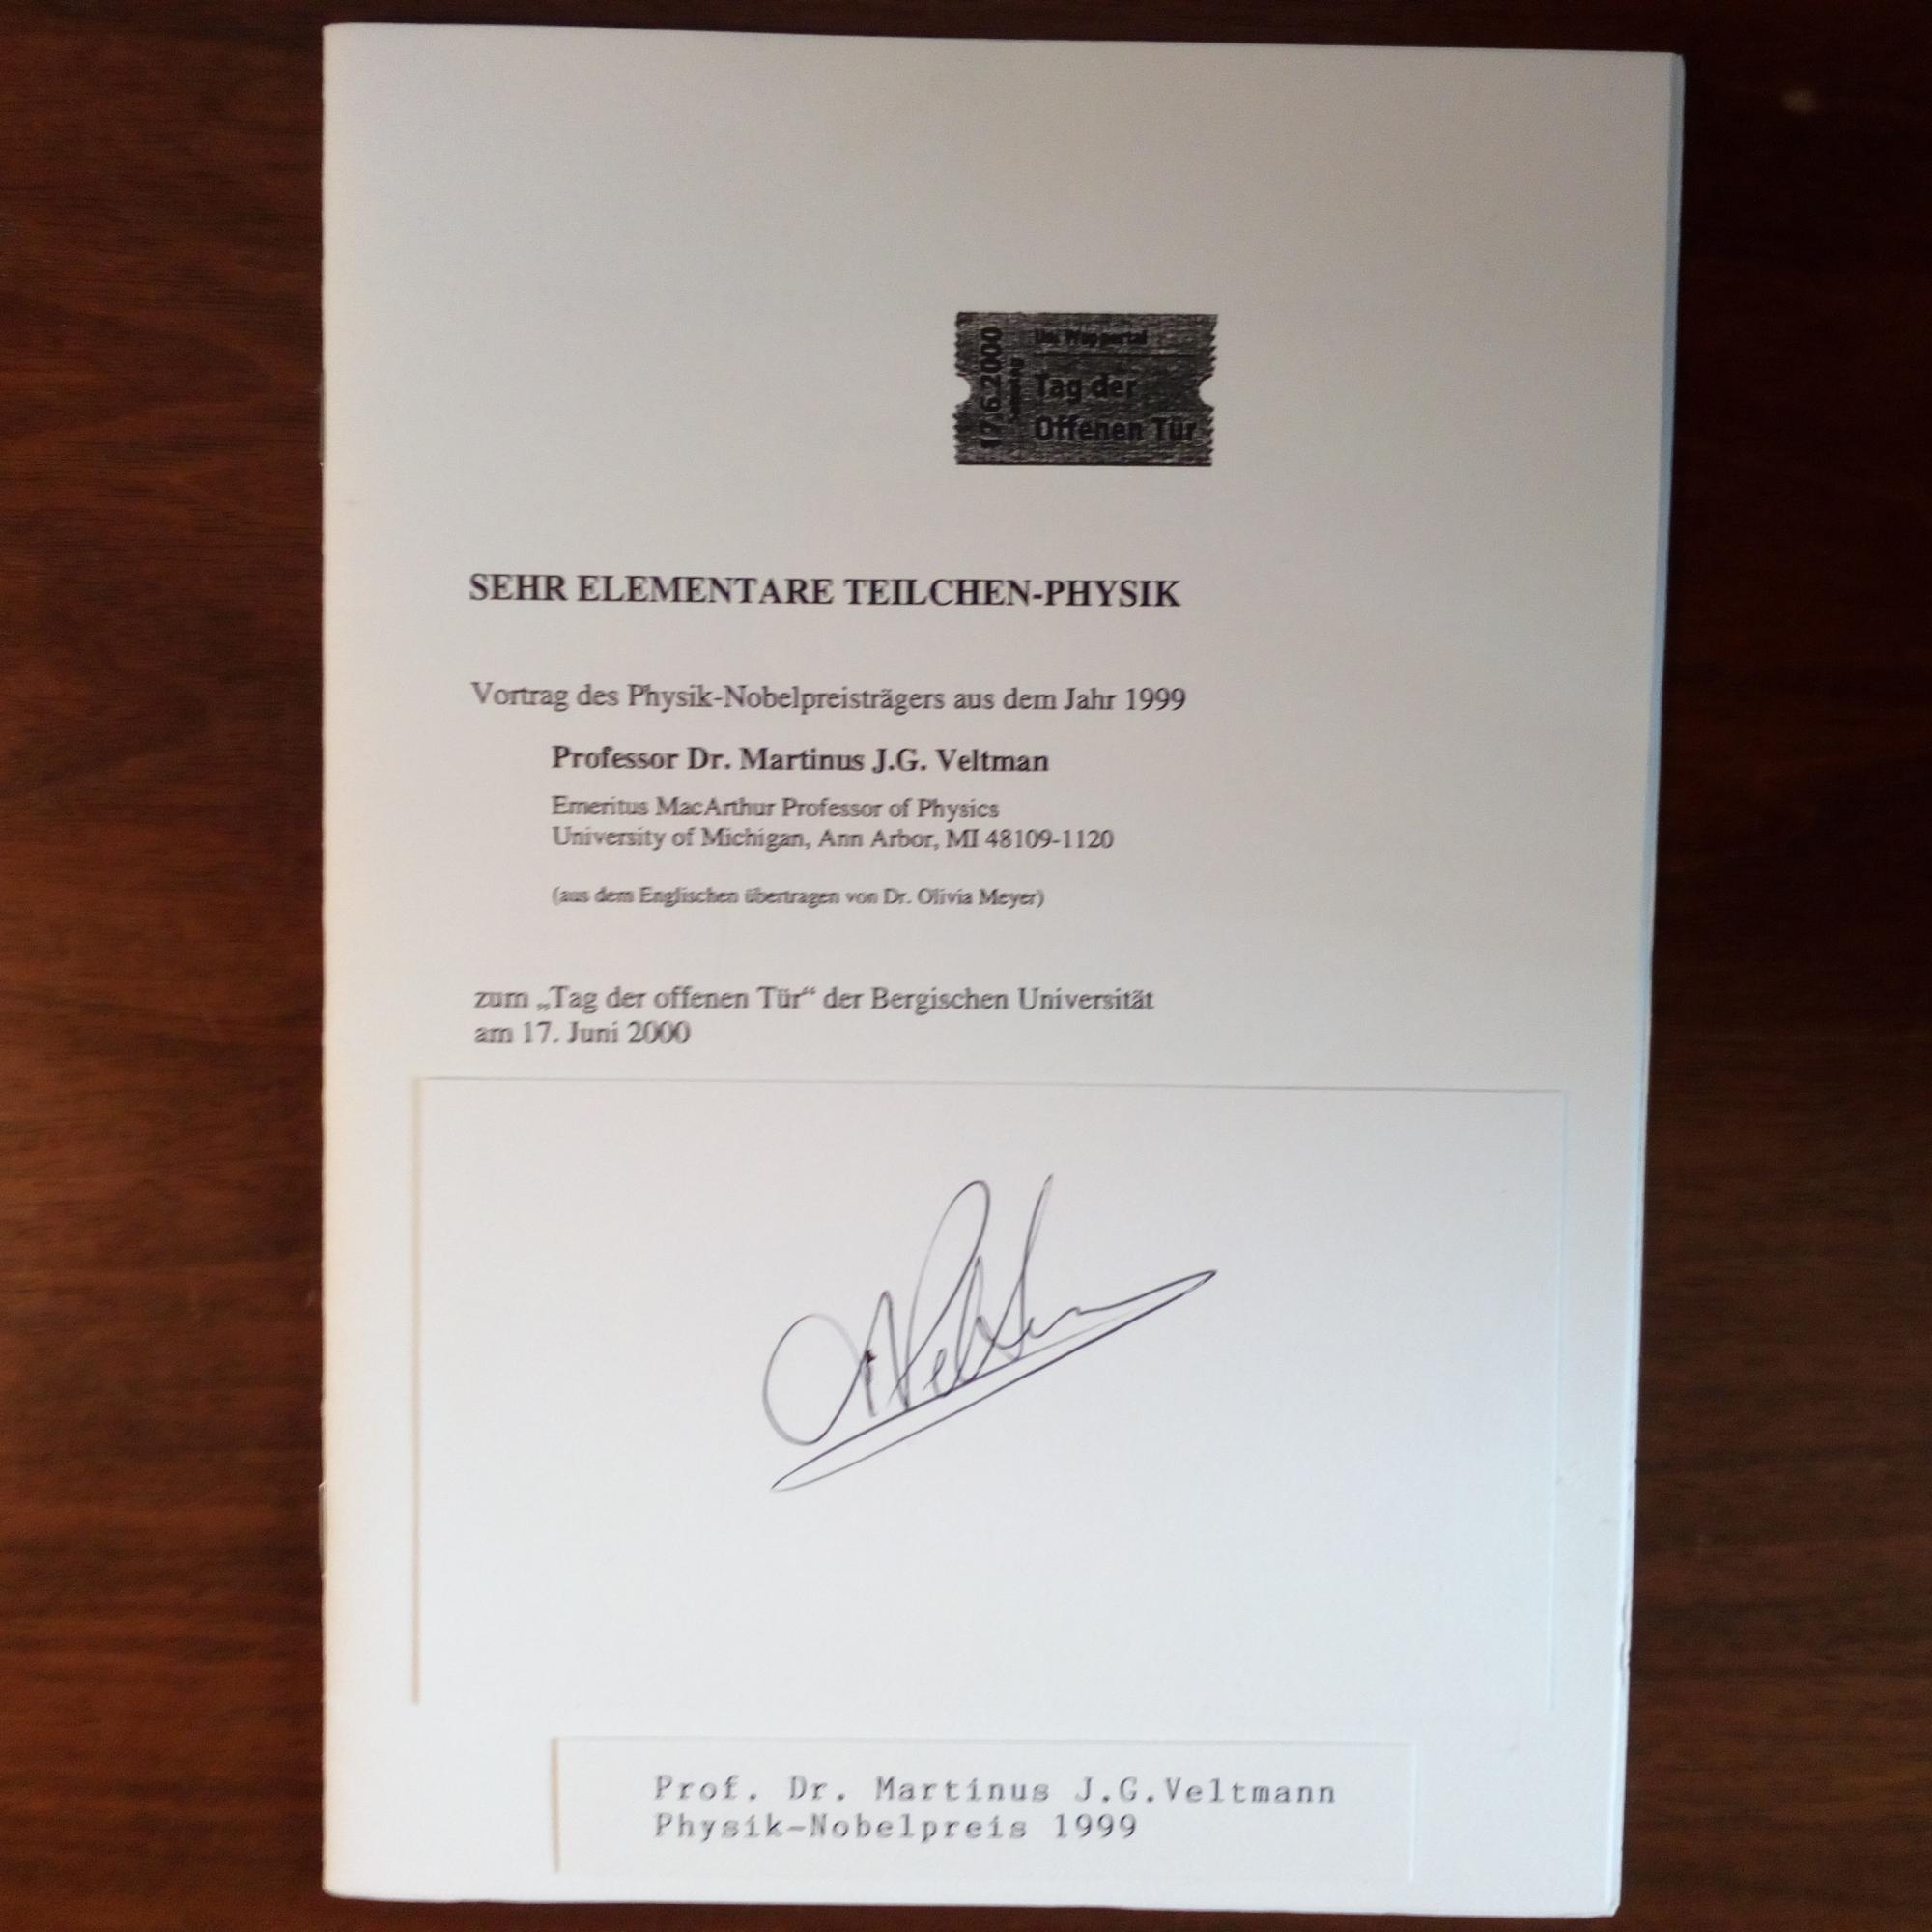 17.6.2000
Uni Wuppertal
Tag der
Offenen Tür
SEHR ELEMENTARE TEILCHEN-PHYSIK
Vortrag des Physik-Nobelpreisträgers aus dem Jahr 1999
Professor Dr. Martinus J.G. Veltman
Emeritus MacArthur Professor of Physics
University of Michigan, Ann Arbor, MI 48109-1120
(aus dem Englischen übertragen von Dr. Olivia Meyer)
zum „Tag der offenen Tür“ der Bergischen Universität
am 17. Juni 2000
Prof. Dr. Martinus J.G.Veltmann
Physik-Nobelpreis 1999